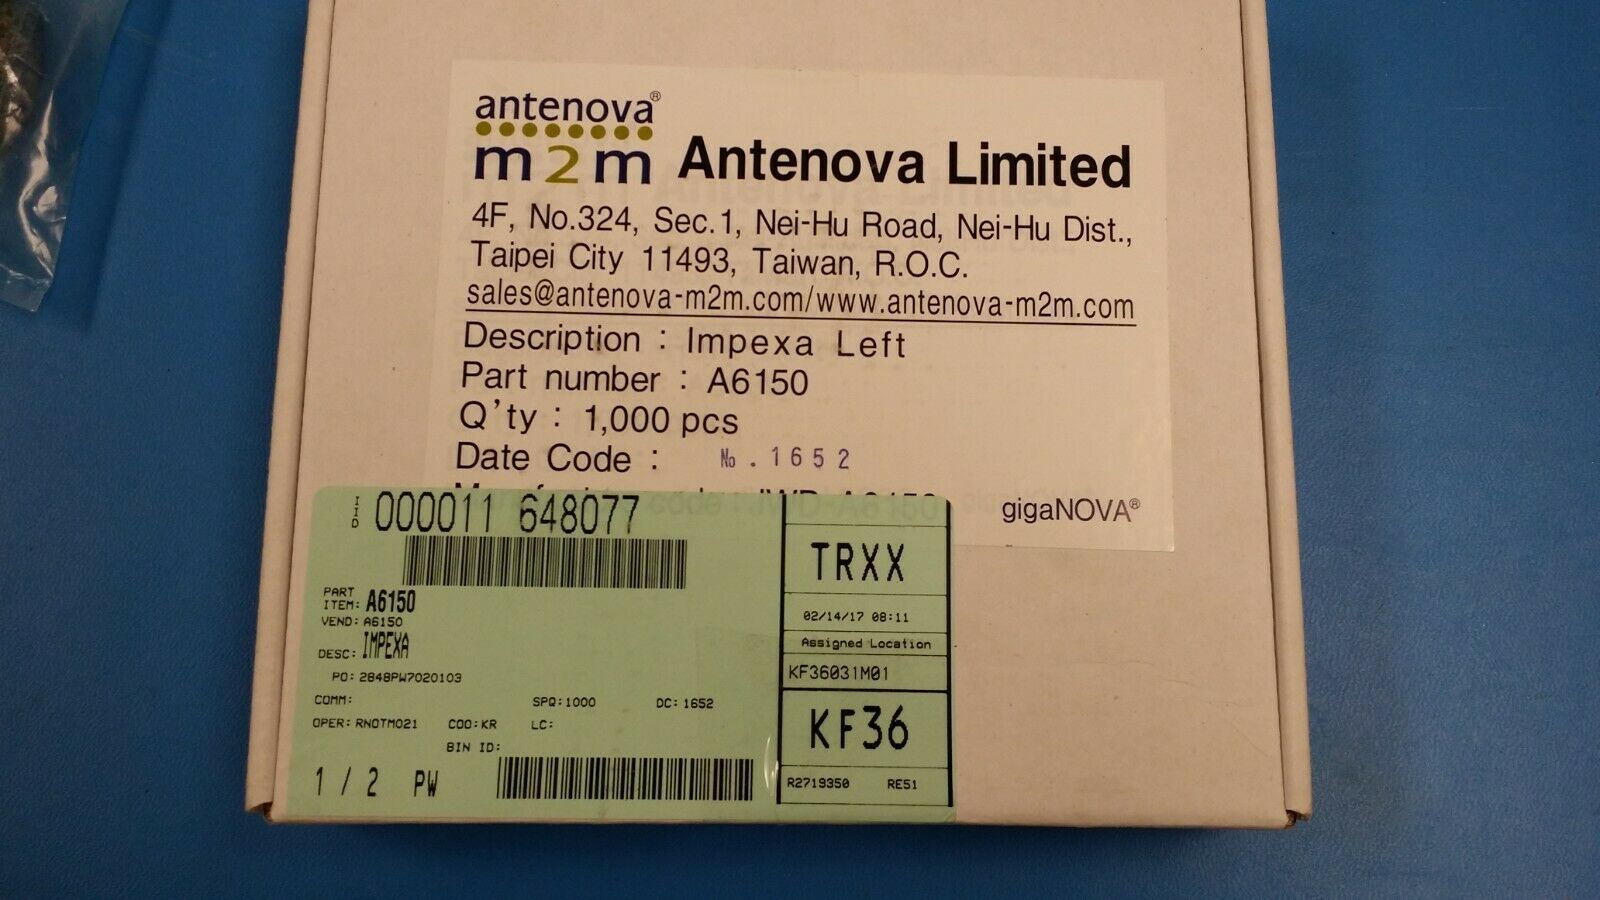 antenova®
m2m Antenova Limited
4F, No.324, Sec.1, Nei-Hu Road, Nei-Hu Dist.,
Taipei City 11493, Taiwan, R.O.C.
sales@antenova-m2m.com/www.antenova-m2m.com
Description : Impexa Left
Part number : A6150
Q'ty : 1,000 pcs
Date Code : № .1652
code : JWD-A6150
gigaNOVA®
IID 000011 648077
PART
ITEM: A6150
VEND: A6150
DESC: IMPEXA
PO: 2848PW7020103
COMM: SPQ:1000 DC: 1652
OPER: RNOTM021 COO: KR LC:
BIN ID:
1 / 2 PW
TRXX
02/14/17 08:11
Assigned Location
KF36031M01
KF36
R2719350 RE51